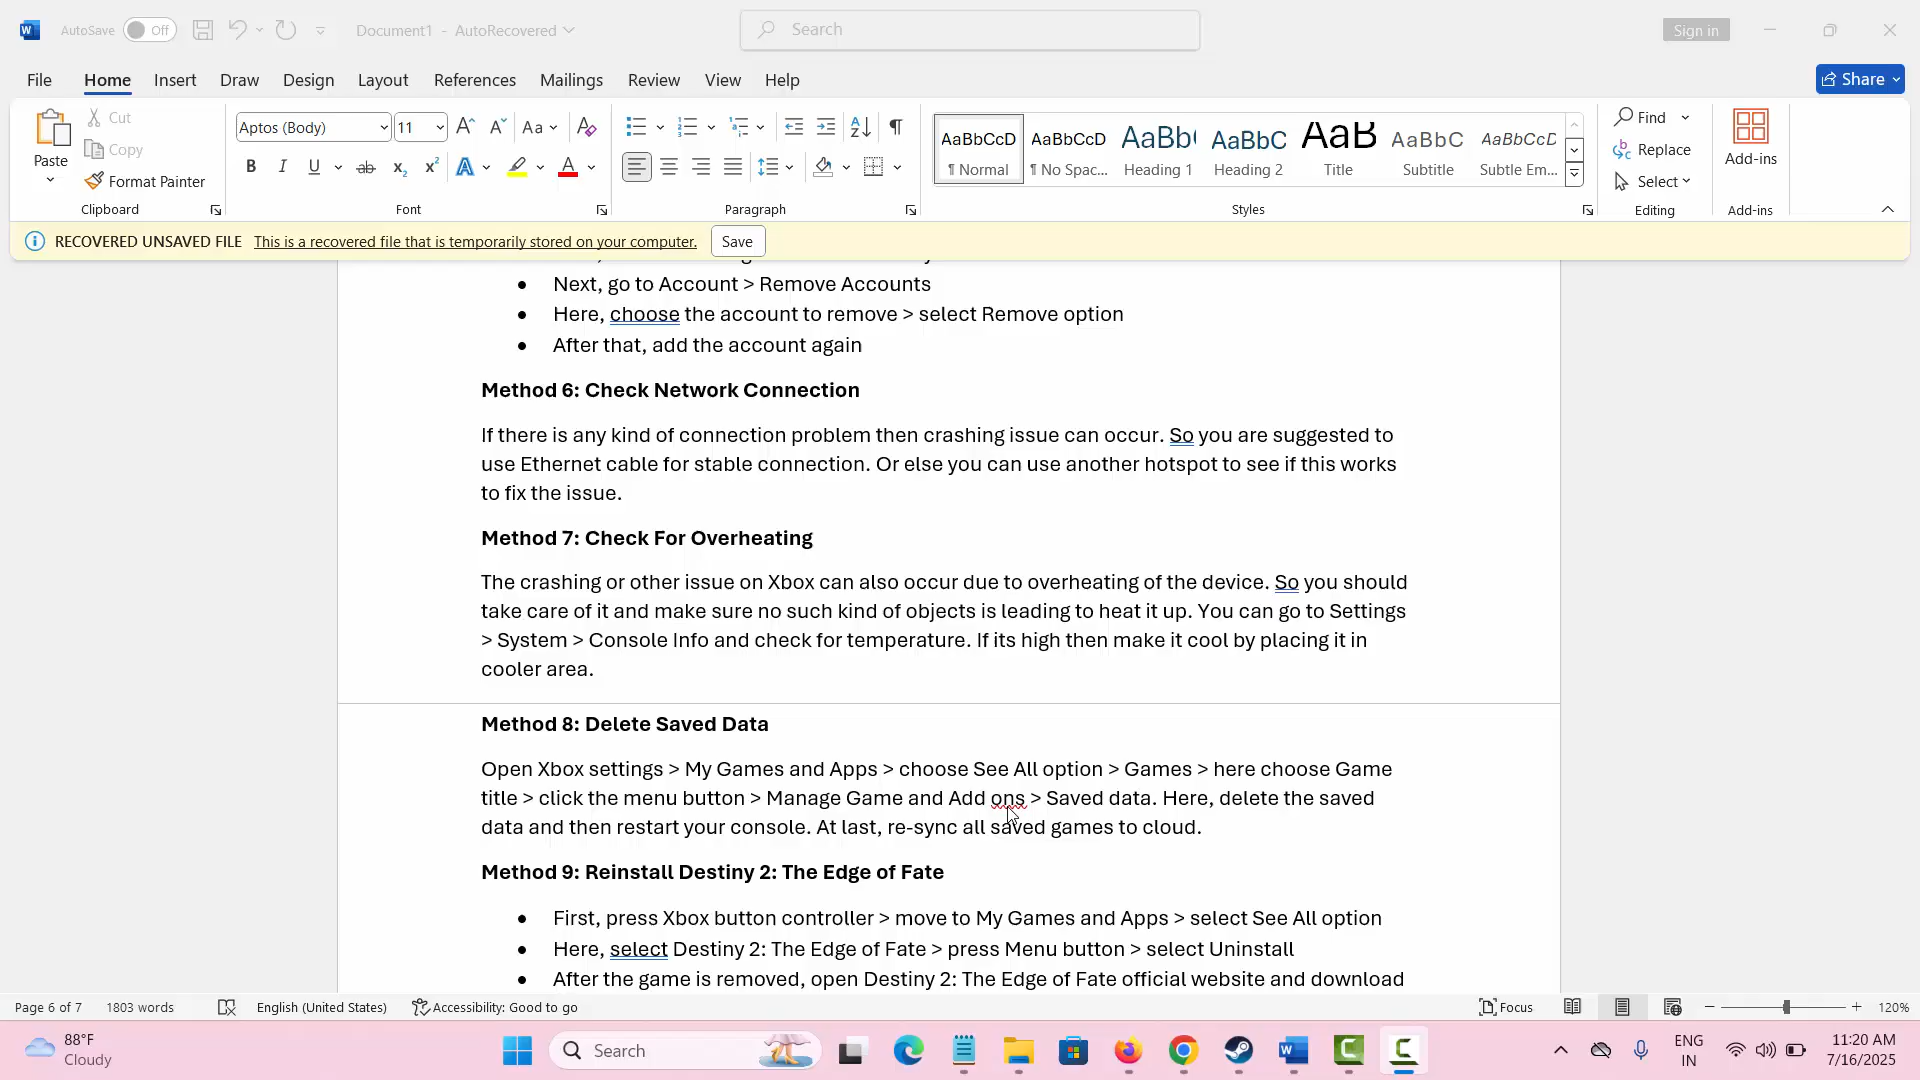 AutoSave Off Document1 - AutoRecovered Search Sign in
File Home Insert Draw Design Layout References Mailings Review View Help Share
Paste Cut Copy Format Painter
Clipboard
Aptos (Body) 11
Font
Paragraph
AaBbCcD AaBbCcD AaBb( AaBbC AaB AaBbC AaBbCcD
¶ Normal ¶ No Spac... Heading 1 Heading 2 Title Subtitle Subtle Em...
Styles
Find
Replace
Select
Editing
Add-ins
Add-ins
RECOVERED UNSAVED FILE This is a recovered file that is temporarily stored on your computer. Save
• Next, go to Account > Remove Accounts
• Here, choose the account to remove > select Remove option
• After that, add the account again
Method 6: Check Network Connection
If there is any kind of connection problem then crashing issue can occur. So you are suggested to
use Ethernet cable for stable connection. Or else you can use another hotspot to see if this works
to fix the issue.
Method 7: Check For Overheating
The crashing or other issue on Xbox can also occur due to overheating of the device. So you should
take care of it and make sure no such kind of objects is leading to heat it up. You can go to Settings
> System > Console Info and check for temperature. If its high then make it cool by placing it in
cooler area.
Method 8: Delete Saved Data
Open Xbox settings > My Games and Apps > choose See All option > Games > here choose Game
title > click the menu button > Manage Game and Add ons > Saved data. Here, delete the saved
data and then restart your console. At last, re-sync all saved games to cloud.
Method 9: Reinstall Destiny 2: The Edge of Fate
• First, press Xbox button controller > move to My Games and Apps > select See All option
• Here, select Destiny 2: The Edge of Fate > press Menu button > select Uninstall
• After the game is removed, open Destiny 2: The Edge of Fate official website and download
Page 6 of 7 1803 words English (United States) Accessibility: Good to go Focus 120%
88°F
Cloudy
Search
ENG
IN
11:20 AM
7/16/2025